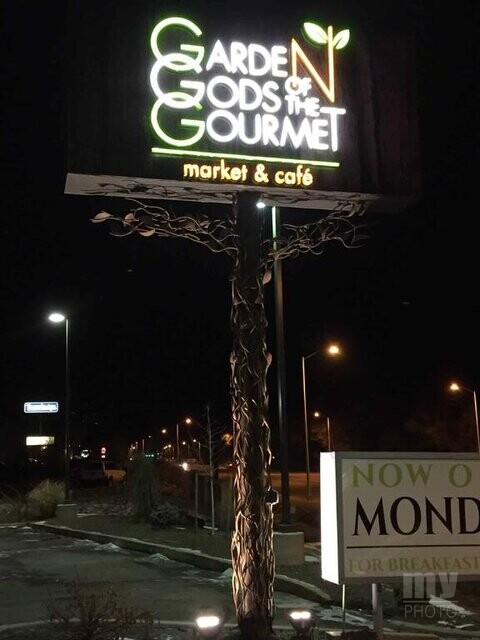 GARDEN
OF
GODS THE
GOURMET
market & café
NOW O
MOND
FOR BREAKFAST
my
PHOTOS